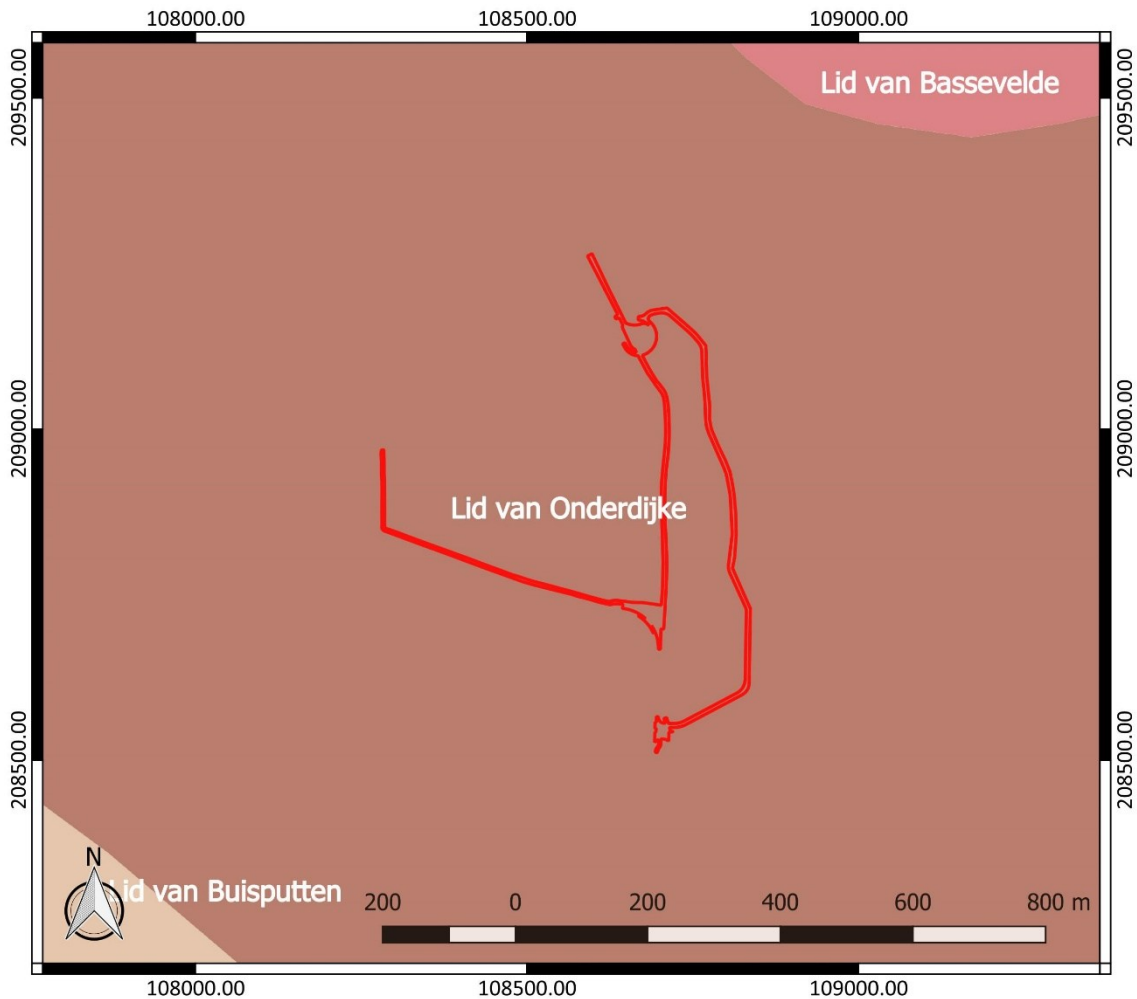 108000.00 108500.00 109000.00
209500.00 209500.00
Lid van Bassevelde
209000.00 209000.00
Lid van Onderdijke
208500.00 208500.00
N
Lid van Buisputten
200 0 200 400 600 800 m
108000.00 108500.00 109000.00